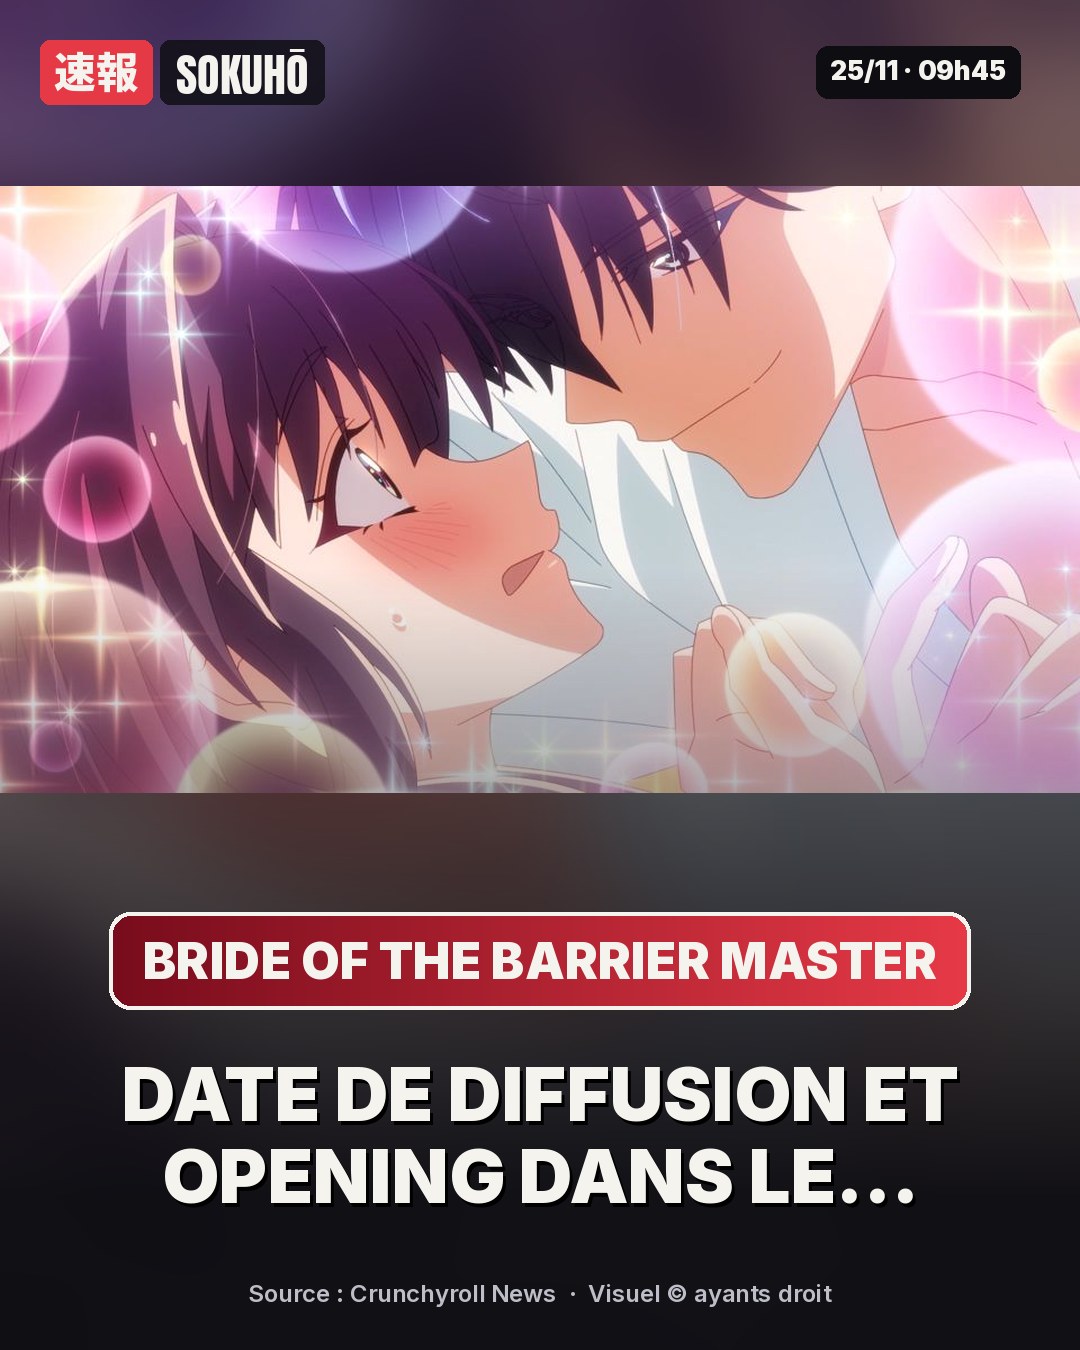 速報 SOKUHŌ
25/11 · 09h45
BRIDE OF THE BARRIER MASTER
DATE DE DIFFUSION ET
OPENING DANS LE...
Source : Crunchyroll News · Visuel © ayants droit